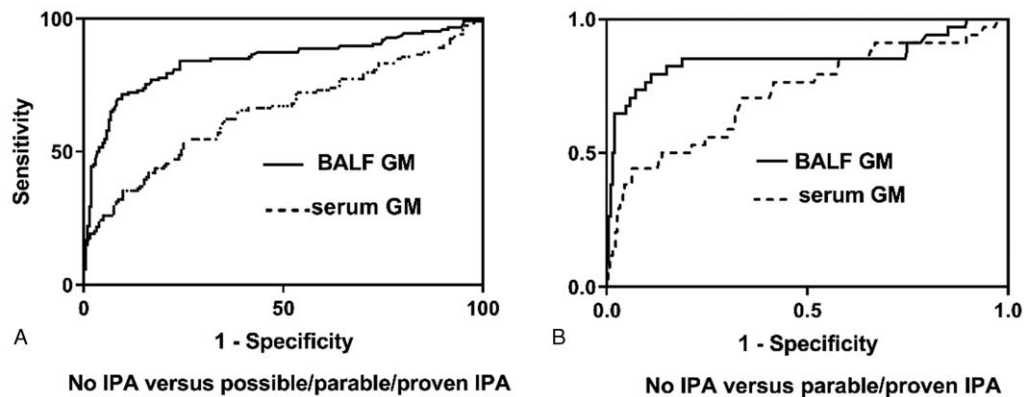 100
50
0
Sensitivity
BALF GM
serum GM
0
50
100
1 - Specificity
A
No IPA versus possible/parable/proven IPA
1.0
0.5
0.0
BALF GM
serum GM
0.0
0.5
1.0
1 - Specificity
B
No IPA versus parable/proven IPA